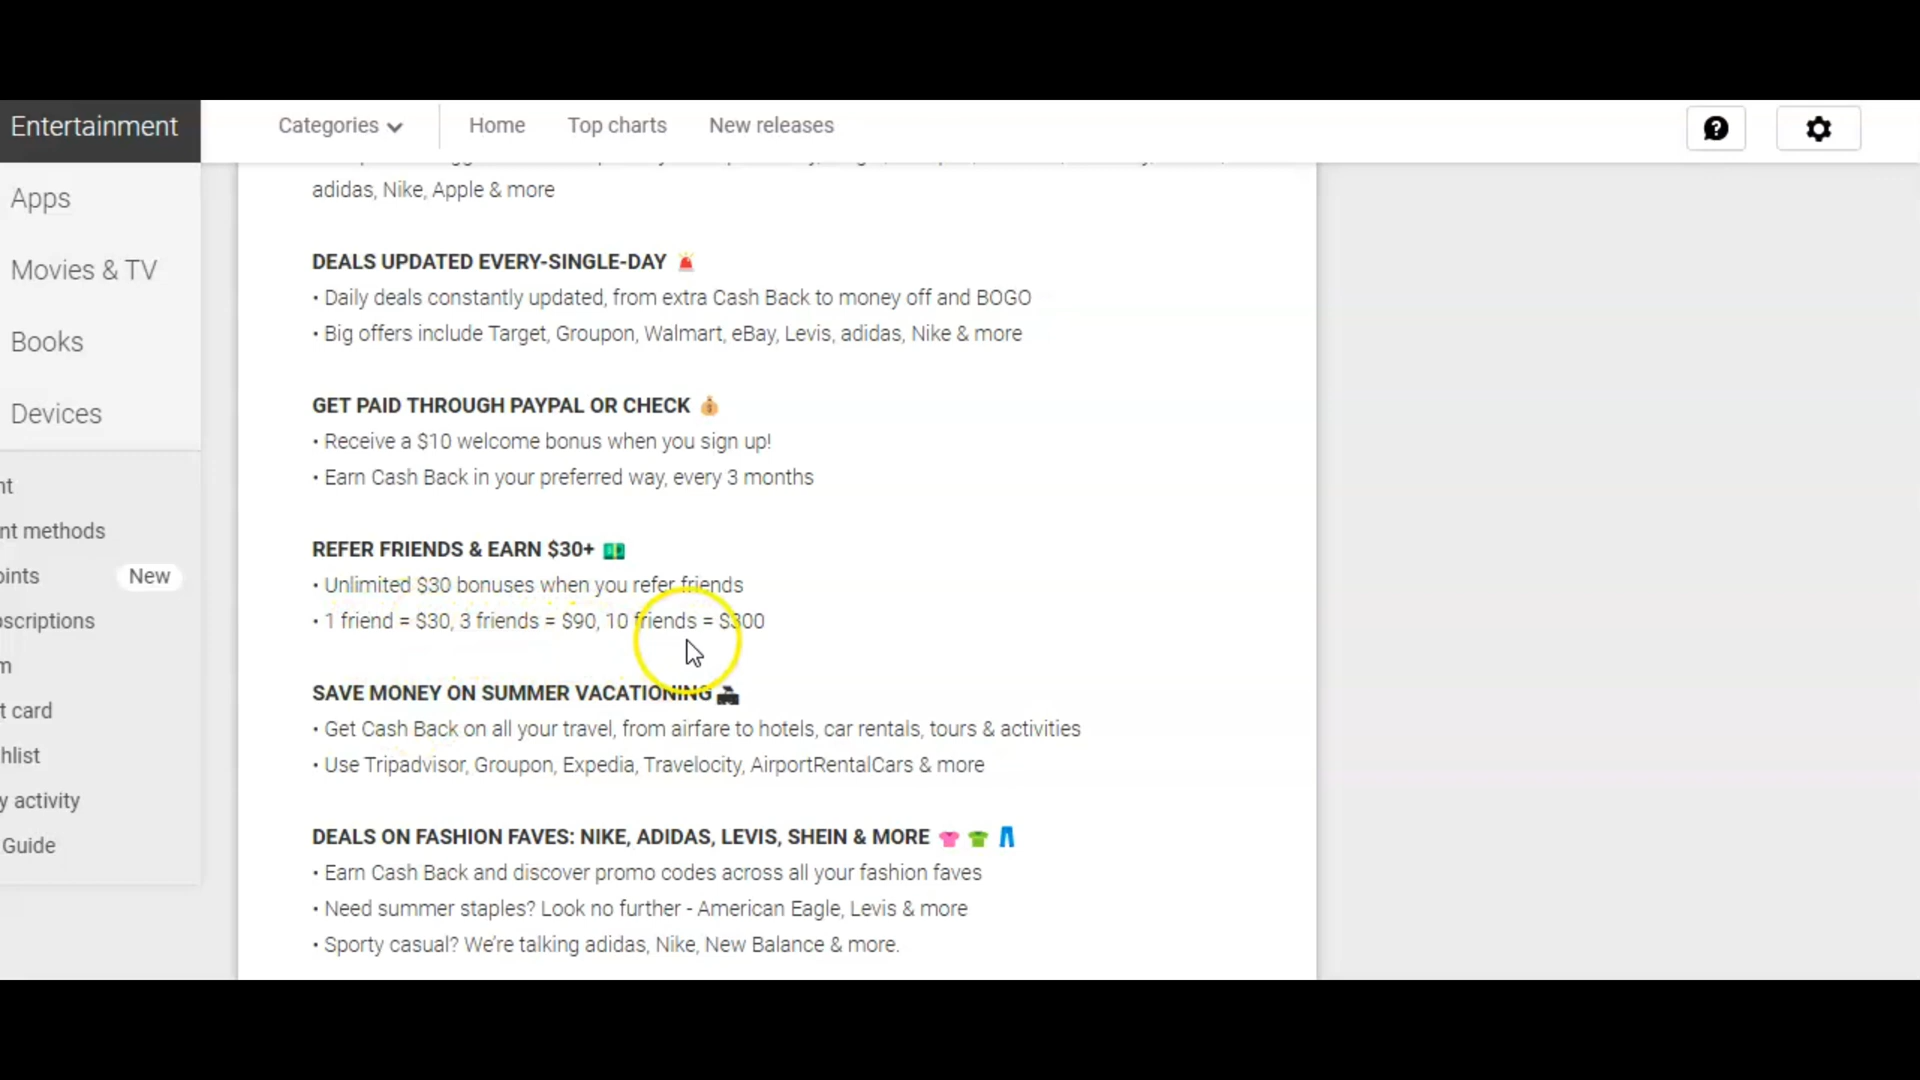 Entertainment
Categories
Home
Top charts
New releases
Apps
Movies & TV
Books
Devices
nt
nt methods
oints
New
scriptions
m
t card
hlist
y activity
Guide
adidas, Nike, Apple & more
DEALS UPDATED EVERY-SINGLE-DAY 🚨
• Daily deals constantly updated, from extra Cash Back to money off and BOGO
• Big offers include Target, Groupon, Walmart, eBay, Levis, adidas, Nike & more
GET PAID THROUGH PAYPAL OR CHECK 💰
• Receive a $10 welcome bonus when you sign up!
• Earn Cash Back in your preferred way, every 3 months
REFER FRIENDS & EARN $30+ 💵
• Unlimited $30 bonuses when you refer friends
• 1 friend = $30, 3 friends = $90, 10 friends = $300
SAVE MONEY ON SUMMER VACATIONING
• Get Cash Back on all your travel, from airfare to hotels, car rentals, tours & activities
• Use Tripadvisor, Groupon, Expedia, Travelocity, AirportRentalCars & more
DEALS ON FASHION FAVES: NIKE, ADIDAS, LEVIS, SHEIN & MORE 👚 👕 👖
• Earn Cash Back and discover promo codes across all your fashion faves
• Need summer staples? Look no further - American Eagle, Levis & more
• Sporty casual? We're talking adidas, Nike, New Balance & more.